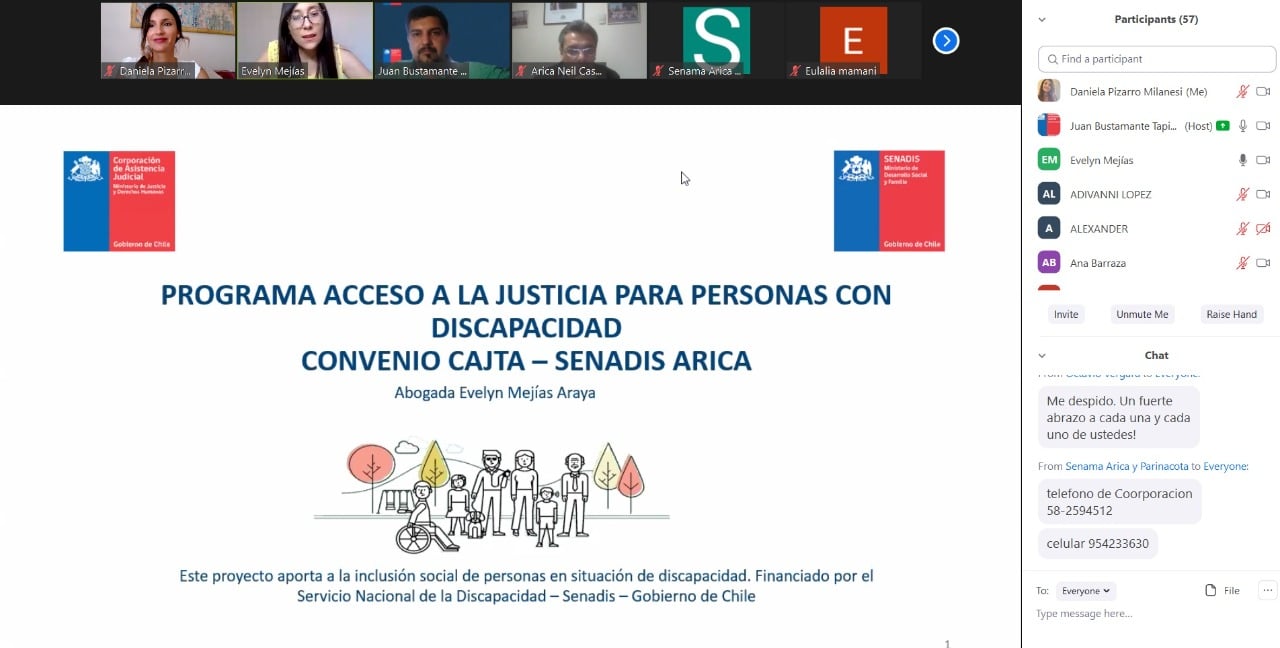 Daniela Pizarr...
Evelyn Mejías
Juan Bustamante ...
Arica Neil Cas...
S
Senama Arica ...
E
Eulalia mamani
Corporación
de Asistencia
Judicial
Ministerio de Justicia
y Derechos Humanos
Gobierno de Chile
SENADIS
Ministerio de
Desarrollo Social
y Familia
Gobierno de Chile
PROGRAMA ACCESO A LA JUSTICIA PARA PERSONAS CON
DISCAPACIDAD
CONVENIO CAJTA – SENADIS ARICA
Abogada Evelyn Mejías Araya
Este proyecto aporta a la inclusión social de personas en situación de discapacidad. Financiado por el
Servicio Nacional de la Discapacidad – Senadis – Gobierno de Chile
1
Participants (57)
Find a participant
Daniela Pizarro Milanesi (Me)
Juan Bustamante Tapi... (Host)
EM Evelyn Mejías
AL ADIVANNI LOPEZ
A ALEXANDER
AB Ana Barraza
Invite Unmute Me Raise Hand
Chat
From Octavio Vergara to Everyone:
Me despido. Un fuerte
abrazo a cada una y cada
uno de ustedes!
From Senama Arica y Parinacota to Everyone:
telefono de Coorporacion
58-2594512
celular 954233630
To: Everyone File ...
Type message here...